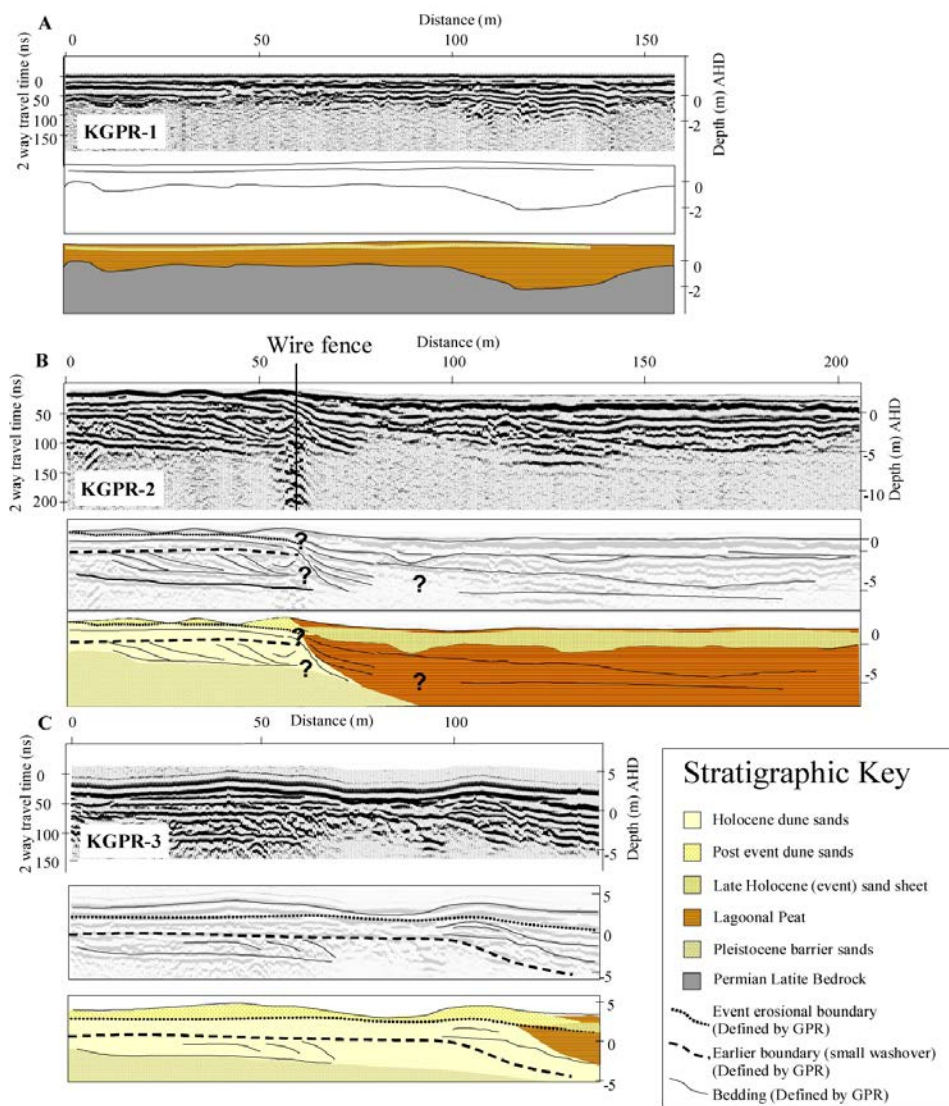 A
Distance (m)
0 50 100 150
2 way travel time (ns)
0
50
100
150
KGPR-1
Depth (m) AHD
0
-2
0
-2
0
-2
Wire fence
B
Distance (m)
0 50 100 150 200
2 way travel time (ns)
50
100
150
200
KGPR-2
Depth (m) AHD
0
-5
-10
?
?
?
0
-5
?
?
?
0
-5
C
Distance (m)
0 50 100
2 way travel time (ns)
0
50
100
150
KGPR-3
Depth (m) AHD
5
0
-5
5
0
-5
5
0
-5
Stratigraphic Key
Holocene dune sands
Post event dune sands
Late Holocene (event) sand sheet
Lagoonal Peat
Pleistocene barrier sands
Permian Latite Bedrock
Event erosional boundary
(Defined by GPR)
Earlier boundary (small washover)
(Defined by GPR)
Bedding (Defined by GPR)